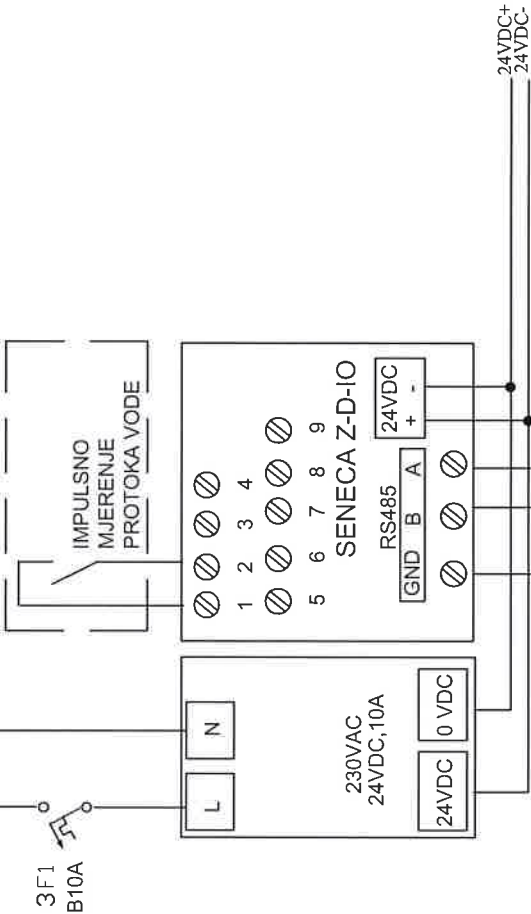 3F1
B10A
L
N
230VAC
24VDC,10A
24VDC
0 VDC
IMPULSNO
MJERENJE
PROTOKA VODE
1 2 3 4
5 6 7 8 9
SENECA Z-D-IO
RS485
GND B A
24VDC
+ -
24VDC+
24VDC-